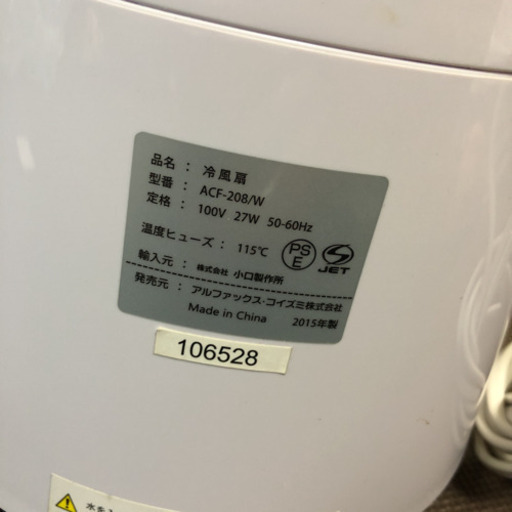 品名 : 冷風扇
型番 : ACF-208/W
定格 : 100V 27W 50-60Hz
温度ヒューズ : 115℃
PS
E
JET
輸入元 : 株式会社 小口製作所
発売元 : アルファックス・コイズミ株式会社
Made in China 2015年製
106528
水を